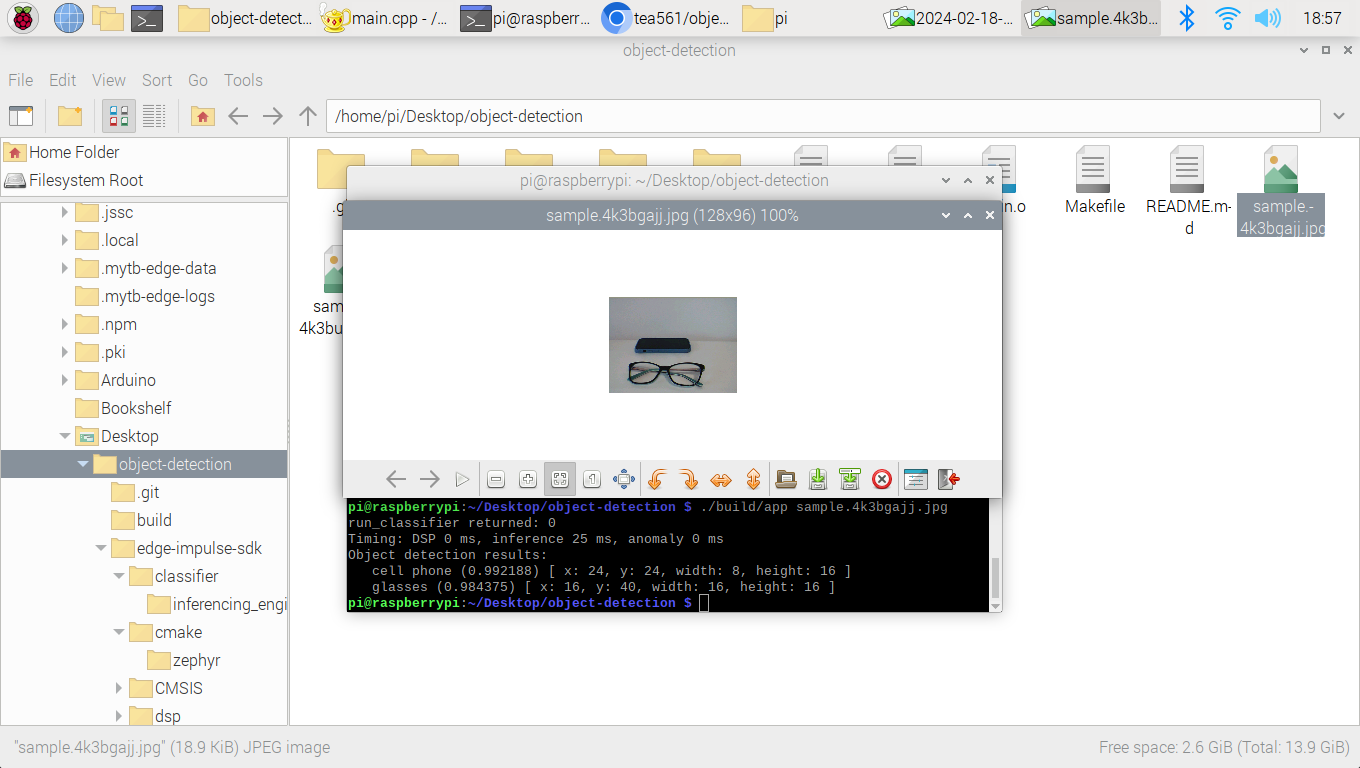 object-detect...
main.cpp - /...
pi@raspberr...
tea561/obje...
pi
2024-02-18-...
sample.4k3b...
18:57
object-detection
File Edit View Sort Go Tools
/home/pi/Desktop/object-detection
Home Folder
Filesystem Root
.jssc
.local
.mytb-edge-data
.mytb-edge-logs
.npm
.pki
Arduino
Bookshelf
Desktop
object-detection
.git
build
edge-impulse-sdk
classifier
inferencing_engi
cmake
zephyr
CMSIS
dsp
.g
in.o
Makefile
README.m-
d
sample.-
4k3bgajj.jpg
sam
4k3bu
pi@raspberrypi: ~/Desktop/object-detection
sample.4k3bgajj.jpg (128x96) 100%
pi@raspberrypi:~/Desktop/object-detection $ ./build/app sample.4k3bgajj.jpg
run_classifier returned: 0
Timing: DSP 0 ms, inference 25 ms, anomaly 0 ms
Object detection results:
cell phone (0.992188) [ x: 24, y: 24, width: 8, height: 16 ]
glasses (0.984375) [ x: 16, y: 40, width: 16, height: 16 ]
pi@raspberrypi:~/Desktop/object-detection $
"sample.4k3bgajj.jpg" (18.9 KiB) JPEG image
Free space: 2.6 GiB (Total: 13.9 GiB)